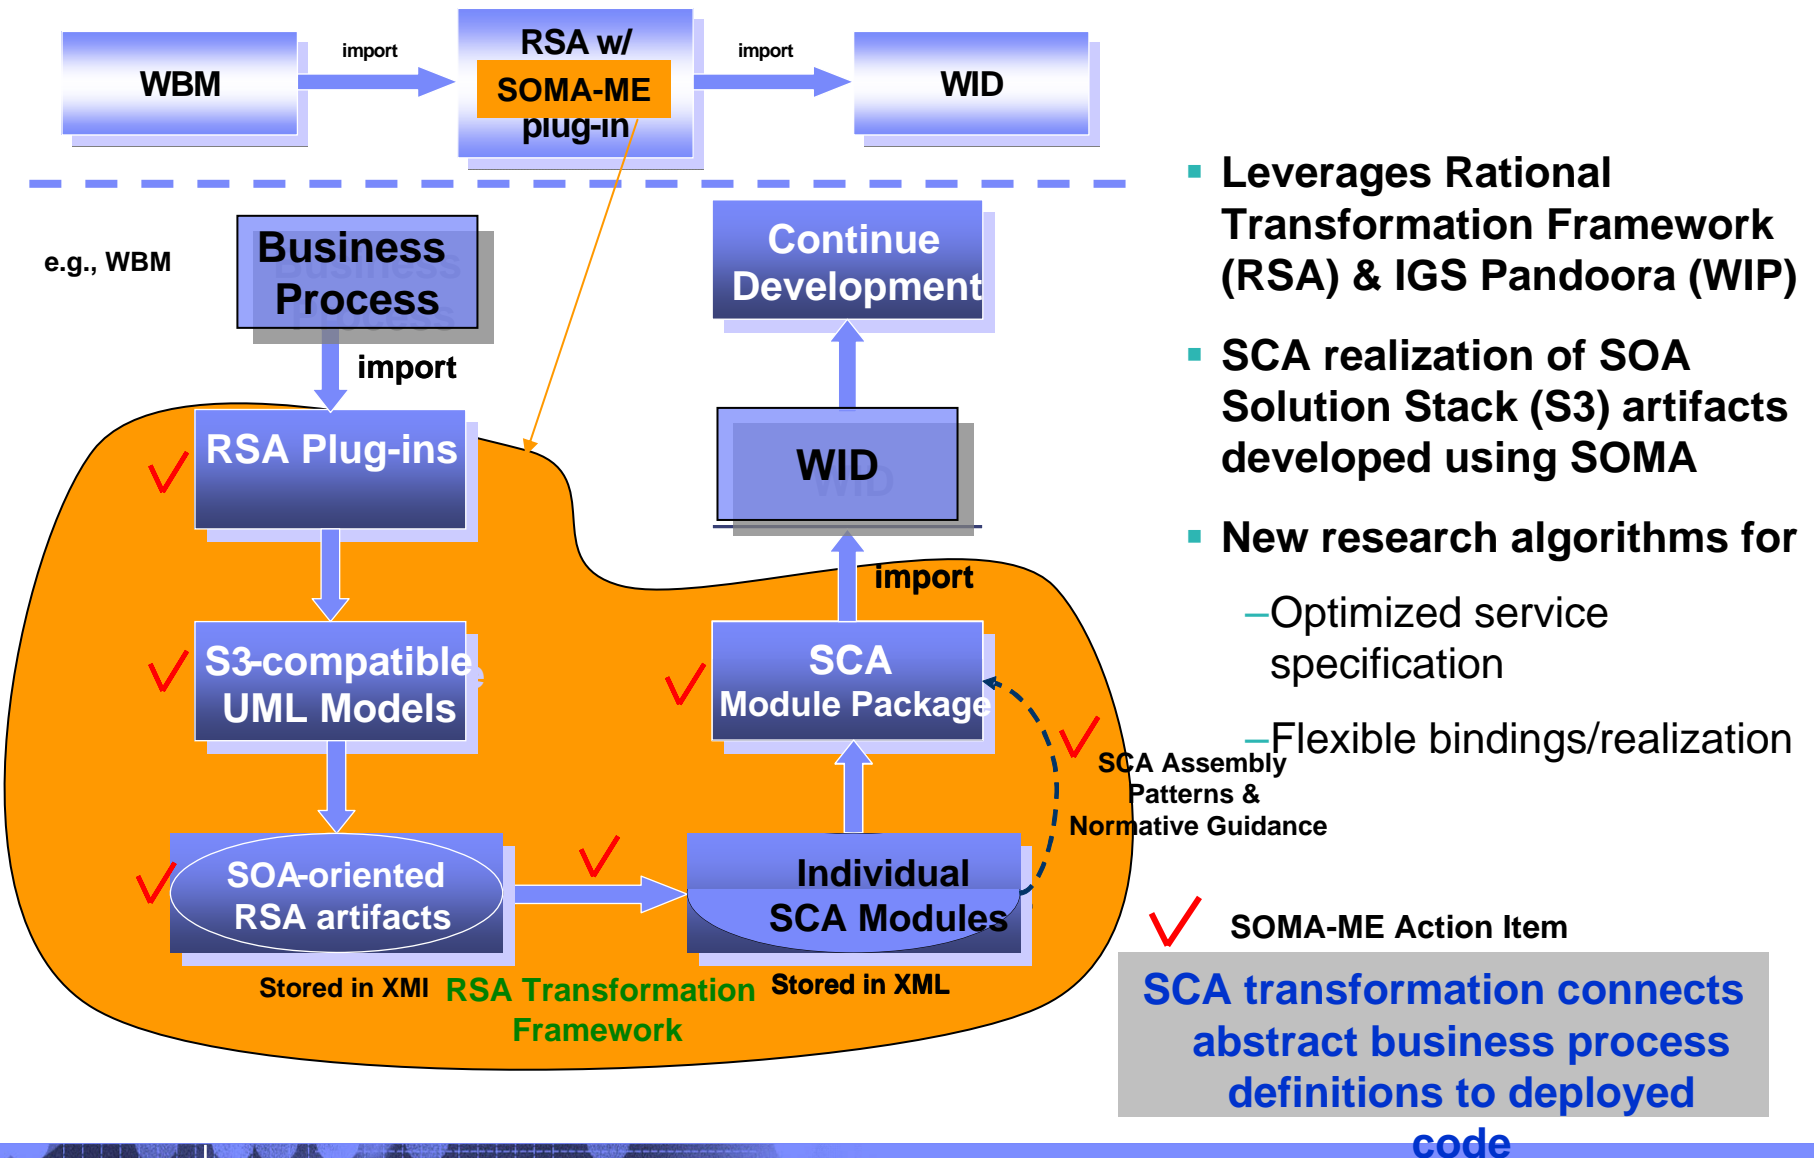 WBM
import
RSA w/
SOMA-ME
plug-in
import
WID
e.g., WBM
Business
Process
import
RSA Plug-ins
S3-compatible
UML Models
SOA-oriented
RSA artifacts
Stored in XMI
RSA Transformation
Framework
Continue
Development
WID
import
SCA
Module Package
Individual
SCA Modules
Stored in XML
SCA Assembly
Patterns &
Normative Guidance
Leverages Rational
Transformation Framework
(RSA) & IGS Pandoora (WIP)
SCA realization of SOA
Solution Stack (S3) artifacts
developed using SOMA
New research algorithms for
–Optimized service
specification
–Flexible bindings/realization
SOMA-ME Action Item
SCA transformation connects
abstract business process
definitions to deployed
code